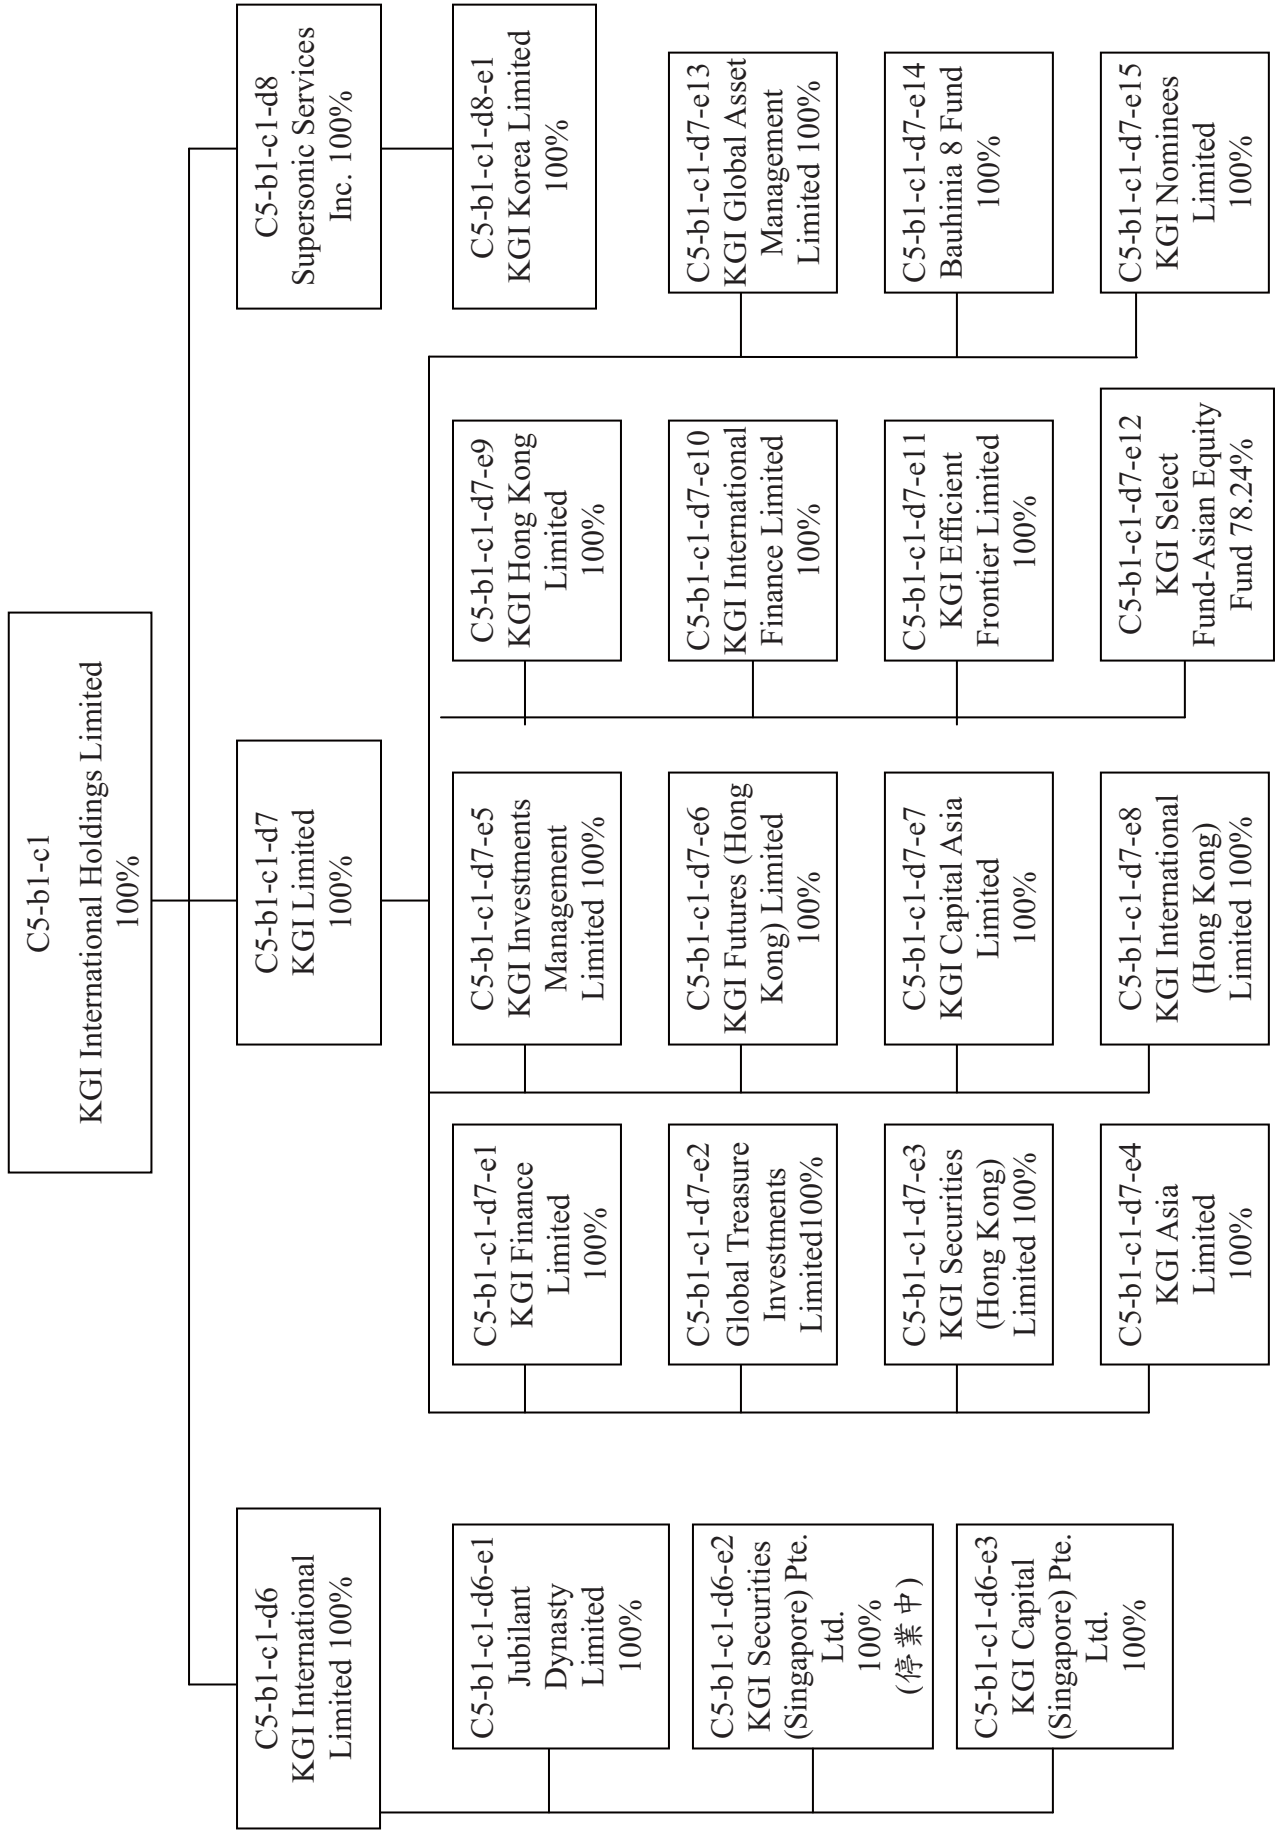 C5-b1-c1
KGI International Holdings Limited
100%
C5-b1-c1-d6
KGI International
Limited 100%
C5-b1-c1-d7
KGI Limited
100%
C5-b1-c1-d8
Supersonic Services
Inc. 100%
C5-b1-c1-d6-e1
Jubilant
Dynasty
Limited
100%
C5-b1-c1-d6-e2
KGI Securities
(Singapore) Pte.
Ltd.
100%
(停業中)
C5-b1-c1-d6-e3
KGI Capital
(Singapore) Pte.
Ltd.
100%
C5-b1-c1-d7-e1
KGI Finance
Limited
100%
C5-b1-c1-d7-e2
Global Treasure
Investments
Limited100%
C5-b1-c1-d7-e3
KGI Securities
(Hong Kong)
Limited 100%
C5-b1-c1-d7-e4
KGI Asia
Limited
100%
C5-b1-c1-d7-e5
KGI Investments
Management
Limited 100%
C5-b1-c1-d7-e6
KGI Futures (Hong
Kong) Limited
100%
C5-b1-c1-d7-e7
KGI Capital Asia
Limited
100%
C5-b1-c1-d7-e8
KGI International
(Hong Kong)
Limited 100%
C5-b1-c1-d7-e9
KGI Hong Kong
Limited
100%
C5-b1-c1-d7-e10
KGI International
Finance Limited
100%
C5-b1-c1-d7-e11
KGI Efficient
Frontier Limited
100%
C5-b1-c1-d7-e12
KGI Select
Fund-Asian Equity
Fund 78.24%
C5-b1-c1-d8-e1
KGI Korea Limited
100%
C5-b1-c1-d7-e13
KGI Global Asset
Management
Limited 100%
C5-b1-c1-d7-e14
Bauhinia 8 Fund
100%
C5-b1-c1-d7-e15
KGI Nominees
Limited
100%